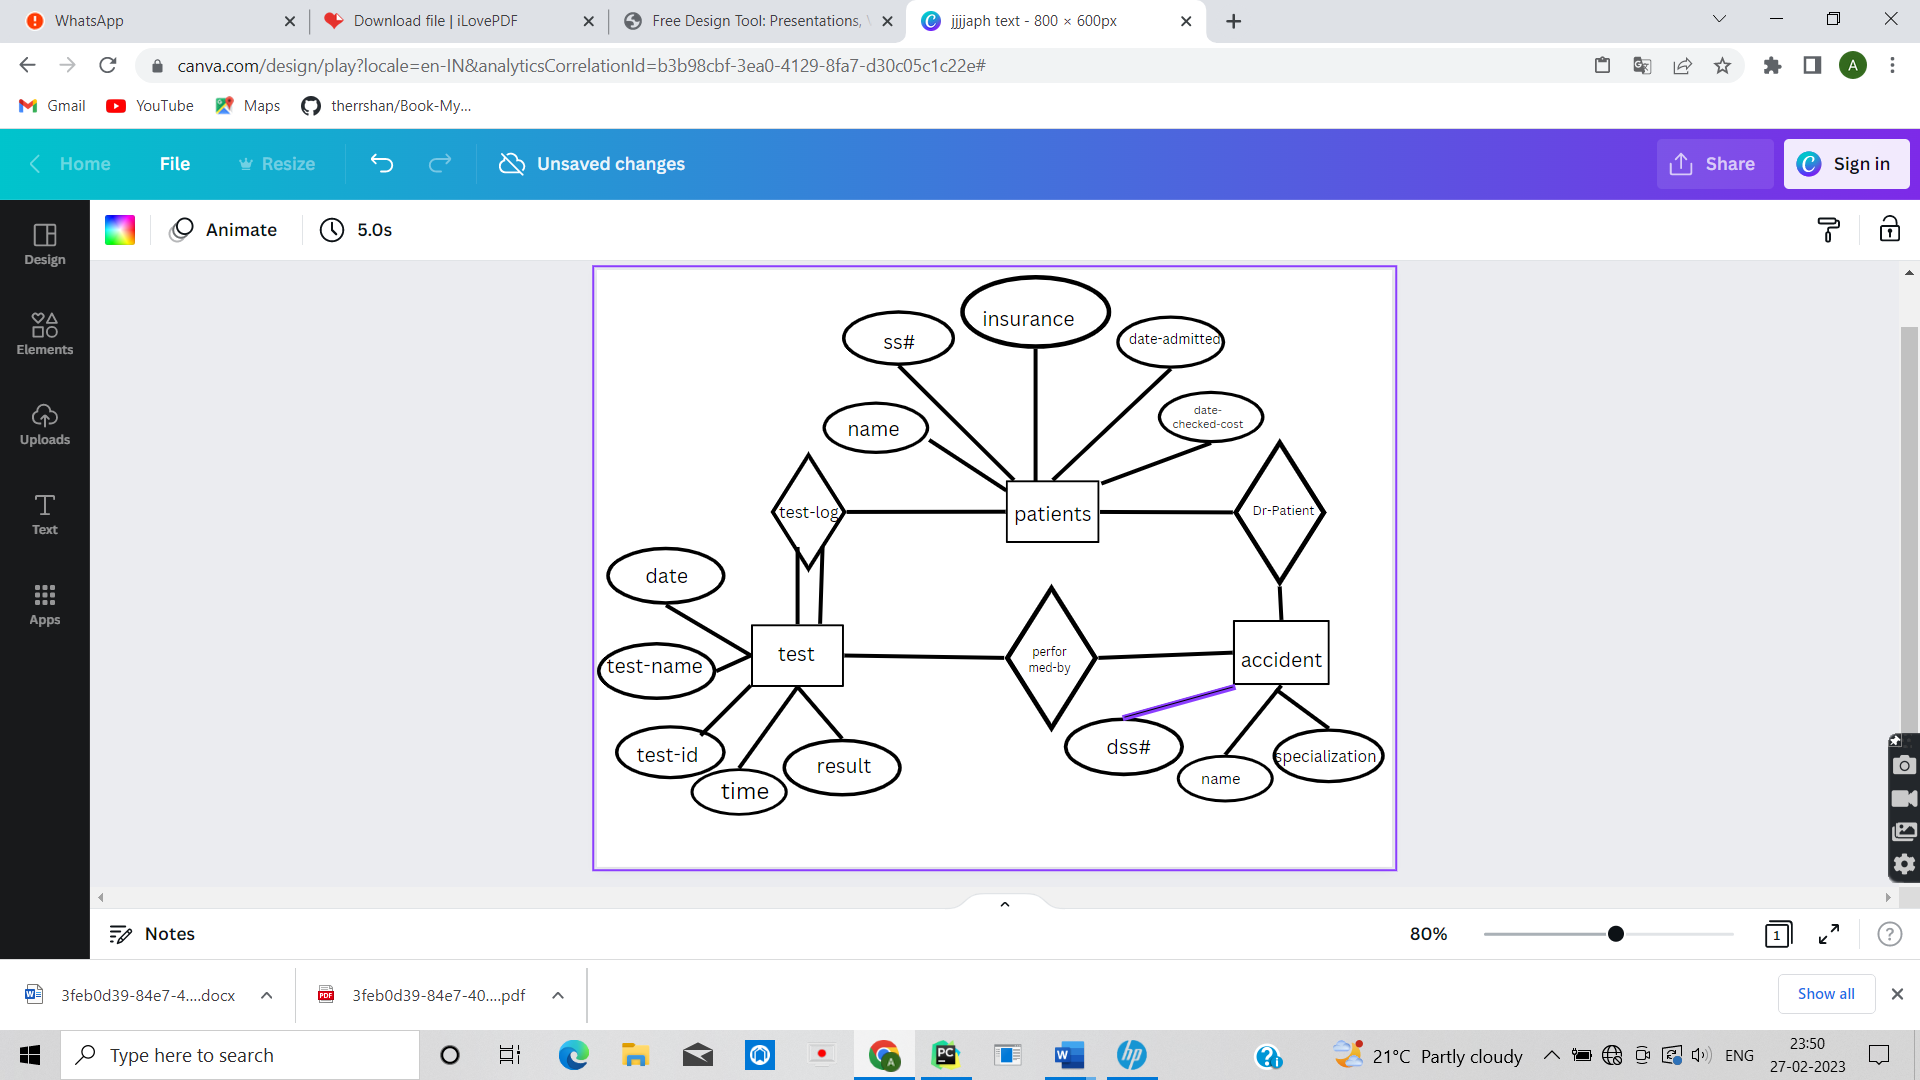 WhatsApp
Download file | iLovePDF
Free Design Tool: Presentations,
jjjjaph text - 800 × 600px
canva.com/design/play?locale=en-IN&analyticsCorrelationId=b3b98cbf-3ea0-4129-8fa7-d30c05c1c22e#
A
Gmail
YouTube
Maps
therrshan/Book-My...
Home
File
Resize
Unsaved changes
Share
Sign in
Design
Elements
Uploads
Text
Apps
Animate
5.0s
insurance
ss#
date-admitted
date-
checked-cost
name
test-log
patients
Dr-Patient
date
test-name
test
perfor
med-by
accident
test-id
time
result
dss#
name
specialization
Notes
80%
1
3feb0d39-84e7-4....docx
3feb0d39-84e7-40....pdf
Show all
Type here to search
21°C Partly cloudy
ENG
23:50
27-02-2023